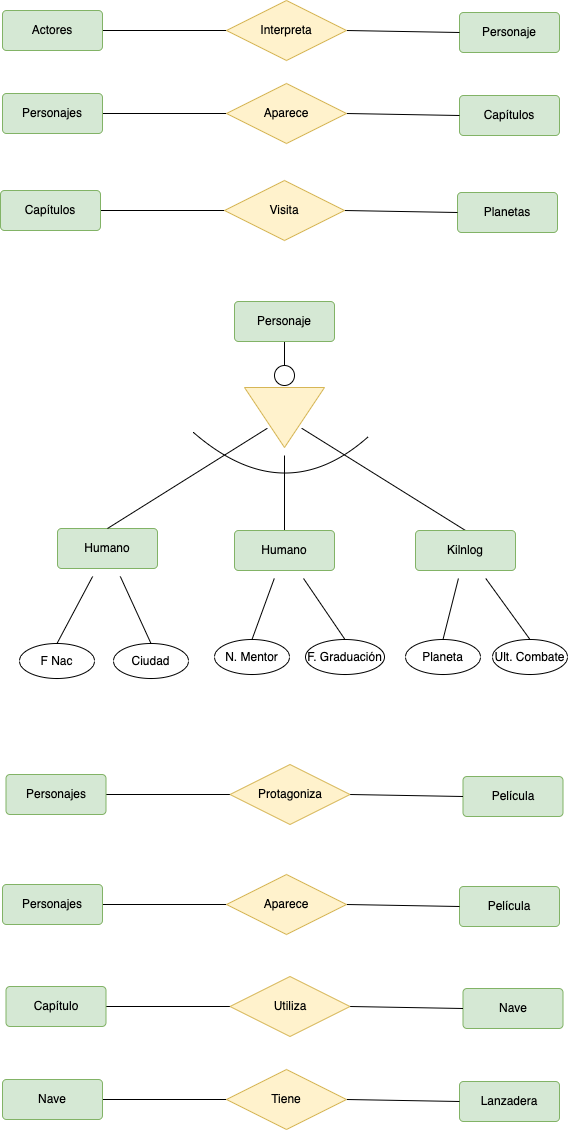 Actores
Interpreta
Personaje
Personajes
Aparece
Capítulos
Capítulos
Visita
Planetas
Personaje
Humano
Humano
Kilnlog
F Nac
Ciudad
N. Mentor
F. Graduación
Planeta
Ult. Combate
Personajes
Protagoniza
Película
Personajes
Aparece
Película
Capítulo
Utiliza
Nave
Nave
Tiene
Lanzadera